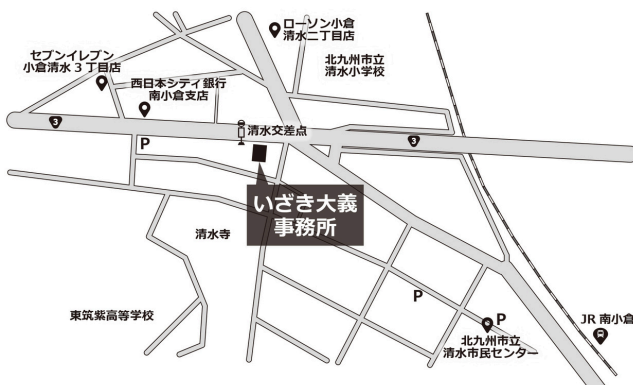 ローソン小倉
清水二丁目店
セブンイレブン
小倉清水3丁目店
北九州市立
清水小学校
西日本シティ銀行
南小倉支店
3
清水交差点
3
P
いざき大義
事務所
清水寺
東筑紫高等学校
P
P
北九州市立
清水市民センター
JR 南小倉